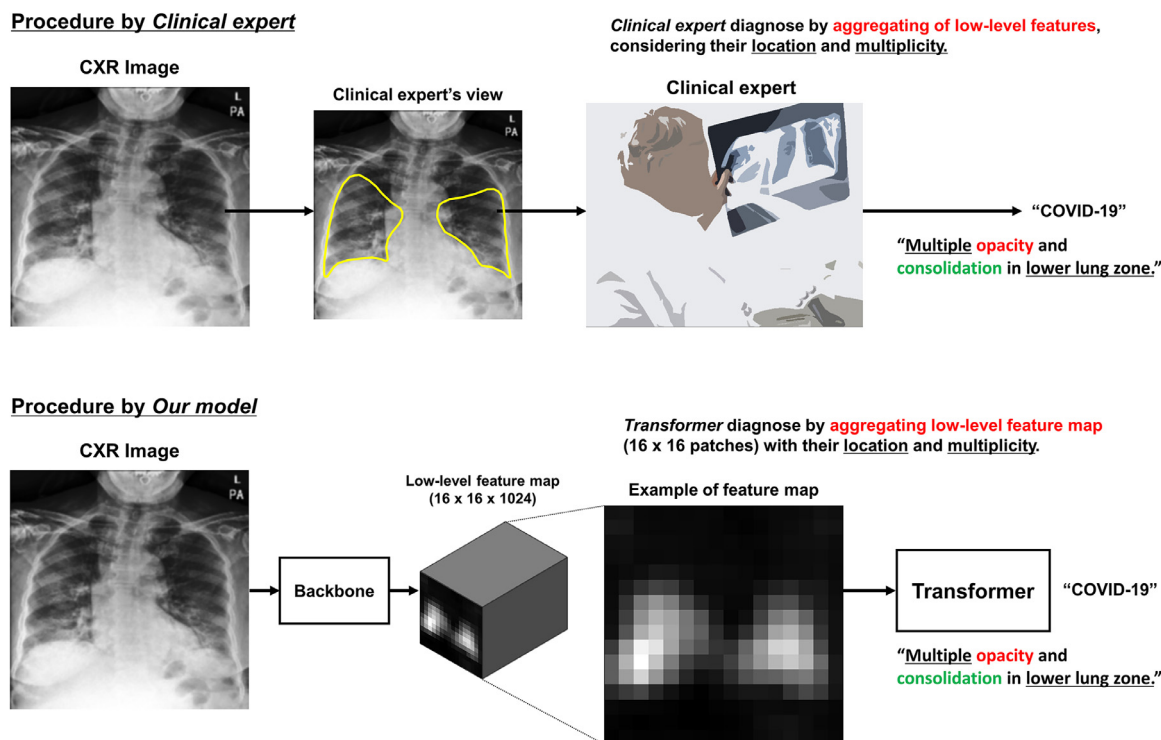 Procedure by Clinical expert
Clinical expert diagnose by aggregating of low-level features,
considering their location and multiplicity.
CXR Image
Clinical expert's view
Clinical expert
L
PA
L
PA
"COVID-19"
"Multiple opacity and
consolidation in lower lung zone."
Procedure by Our model
Transformer diagnose by aggregating low-level feature map
(16 x 16 patches) with their location and multiplicity.
CXR Image
Low-level feature map
(16 x 16 x 1024)
Example of feature map
L
PA
Backbone
Transformer
"COVID-19"
"Multiple opacity and
consolidation in lower lung zone."